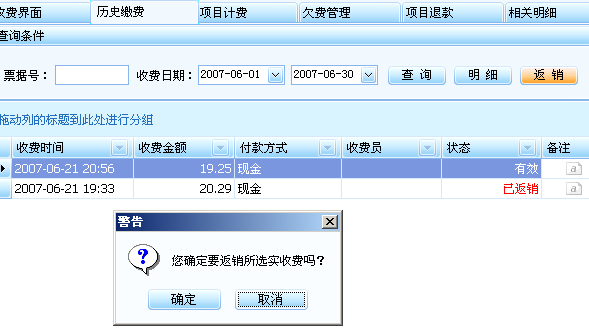 收费界面 历史缴费 项目计费 欠费管理 项目退款 相关明细
查询条件
票据号： 收费日期： 2007-06-01 2007-06-30 查 询 明 细 返 销
拖动列的标题到此处进行分组
收费时间 收费金额 付款方式 收费员 状态 备注
2007-06-21 20:56 19.25 现金 有效 a
2007-06-21 19:33 20.29 现金 已返销 a
警告
?
您确定要返销所选实收费吗？
确定 取消